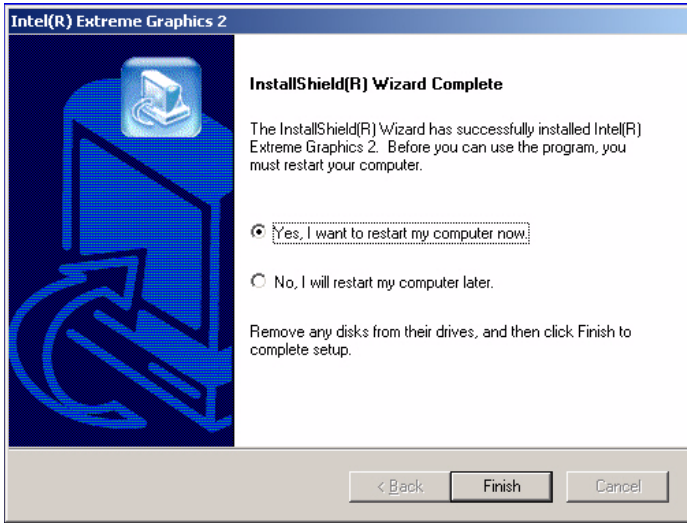 Intel(R) Extreme Graphics 2
InstallShield(R) Wizard Complete
The InstallShield(R) Wizard has successfully installed Intel(R)
Extreme Graphics 2.  Before you can use the program, you
must restart your computer.
Yes, I want to restart my computer now.
No, I will restart my computer later.
Remove any disks from their drives, and then click Finish to
complete setup.
< Back
Finish
Cancel